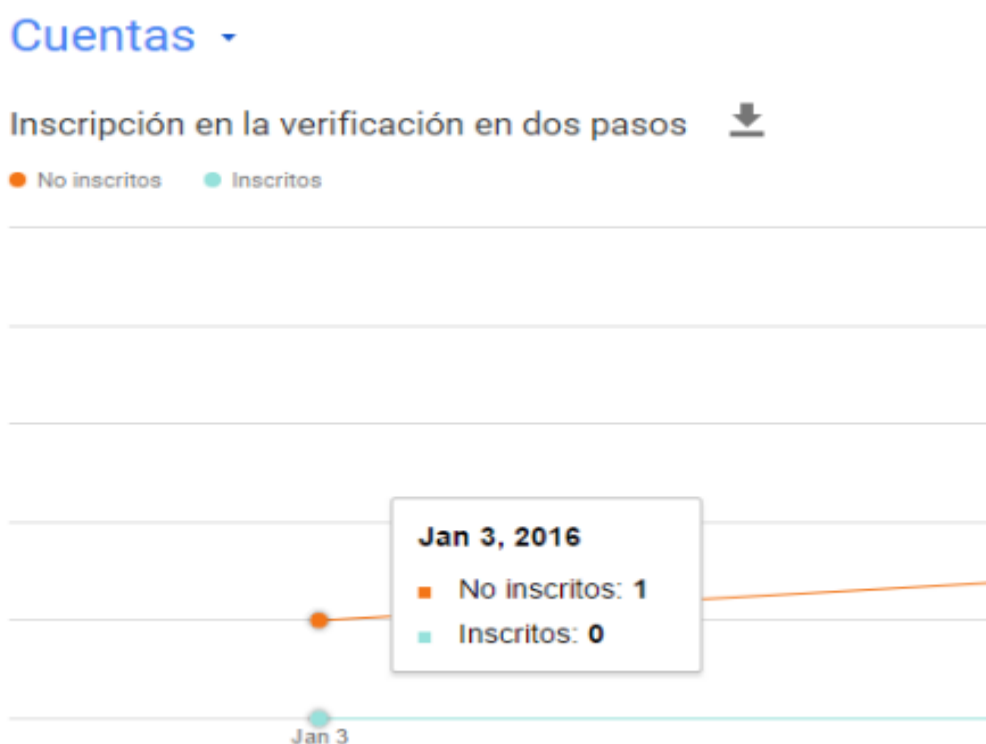 Cuentas
Inscripción en la verificación en dos pasos
No inscritos Inscritos
Jan 3, 2016
No inscritos: 1
Inscritos: 0
Jan 3